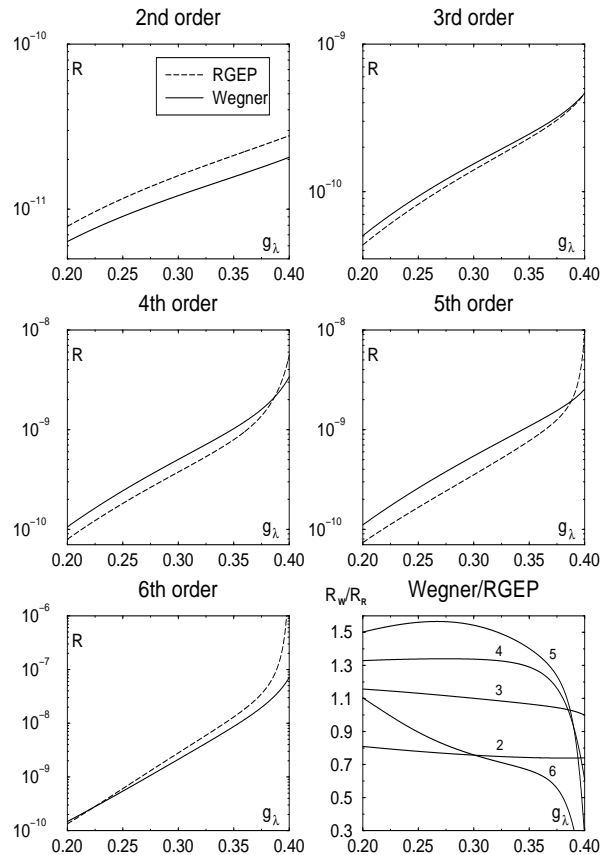 2nd order
10⁻¹⁰
R
RGEP
Wegner
10⁻¹¹
g_λ
0.20 0.25 0.30 0.35 0.40
3rd order
10⁻⁹
R
10⁻¹⁰
g_λ
0.20 0.25 0.30 0.35 0.40
4th order
10⁻⁸
R
10⁻⁹
10⁻¹⁰
g_λ
0.20 0.25 0.30 0.35 0.40
5th order
10⁻⁸
R
10⁻⁹
10⁻¹⁰
g_λ
0.20 0.25 0.30 0.35 0.40
6th order
10⁻⁶
R
10⁻⁷
10⁻⁸
10⁻⁹
10⁻¹⁰
g_λ
0.20 0.25 0.30 0.35 0.40
R_W/R_R Wegner/RGEP
1.5
1.3
1.1
0.9
0.7
0.5
0.3
5
4
3
2
6
g_λ
0.20 0.25 0.30 0.35 0.40